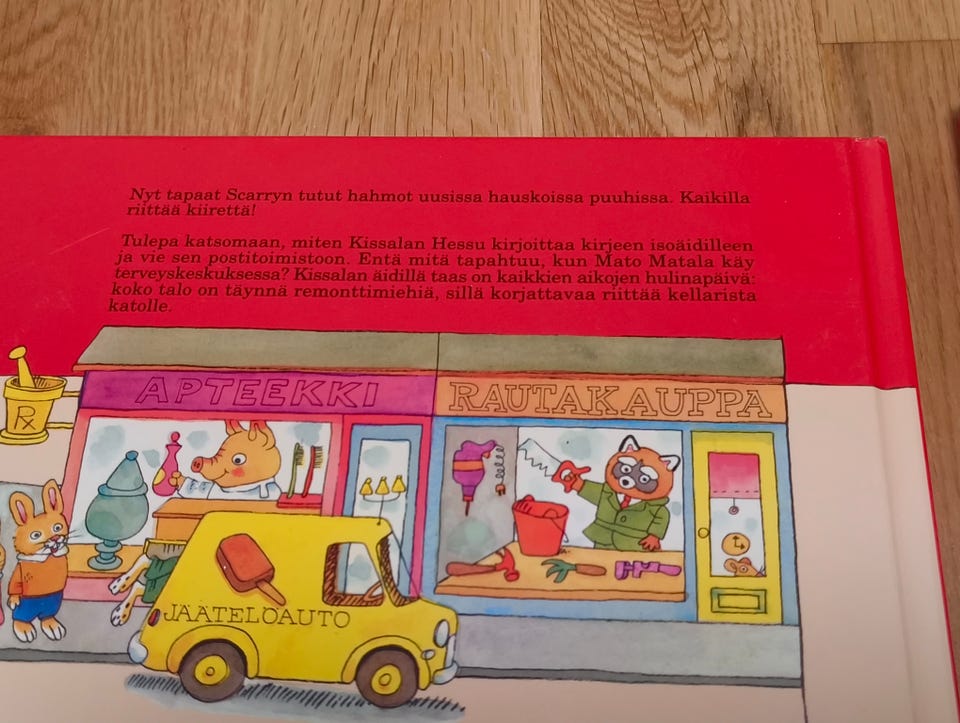 Nyt tapaat Scarryn tutut hahmot uusissa hauskoissa puuhissa. Kaikilla
riittää kiirettä!
Tulepa katsomaan, miten Kissalan Hessu kirjoittaa kirjeen isoäidilleen
ja vie sen postitoimistoon. Entä mitä tapahtuu, kun Mato Matala käy
terveyskeskuksessa? Kissalan äidillä taas on kaikkien aikojen hulinapäivä:
koko talo on täynnä remonttimiehiä, sillä korjattavaa riittää kellarista
katolle.
APTEEKKI
RAUTAKAUPPA
Rx
JÄÄTELÖAUTO